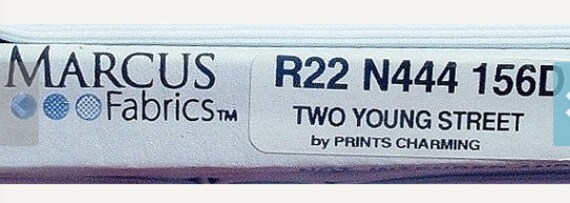 MARCUS
Fabrics™
R22 N444 156D
TWO YOUNG STREET
by PRINTS CHARMING